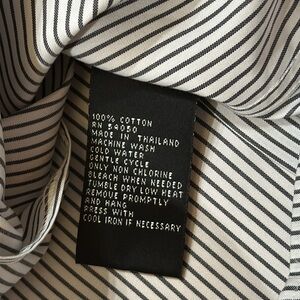 100% COTTON
RN 54050
MADE IN THAILAND
MACHINE WASH
COLD WATER
GENTLE CYCLE
ONLY NON CHLORINE
BLEACH WHEN NEEDED
TUMBLE DRY LOW HEAT
REMOVE PROMPTLY
AND HANG
PRESS WITH
COOL IRON IF NECESSARY